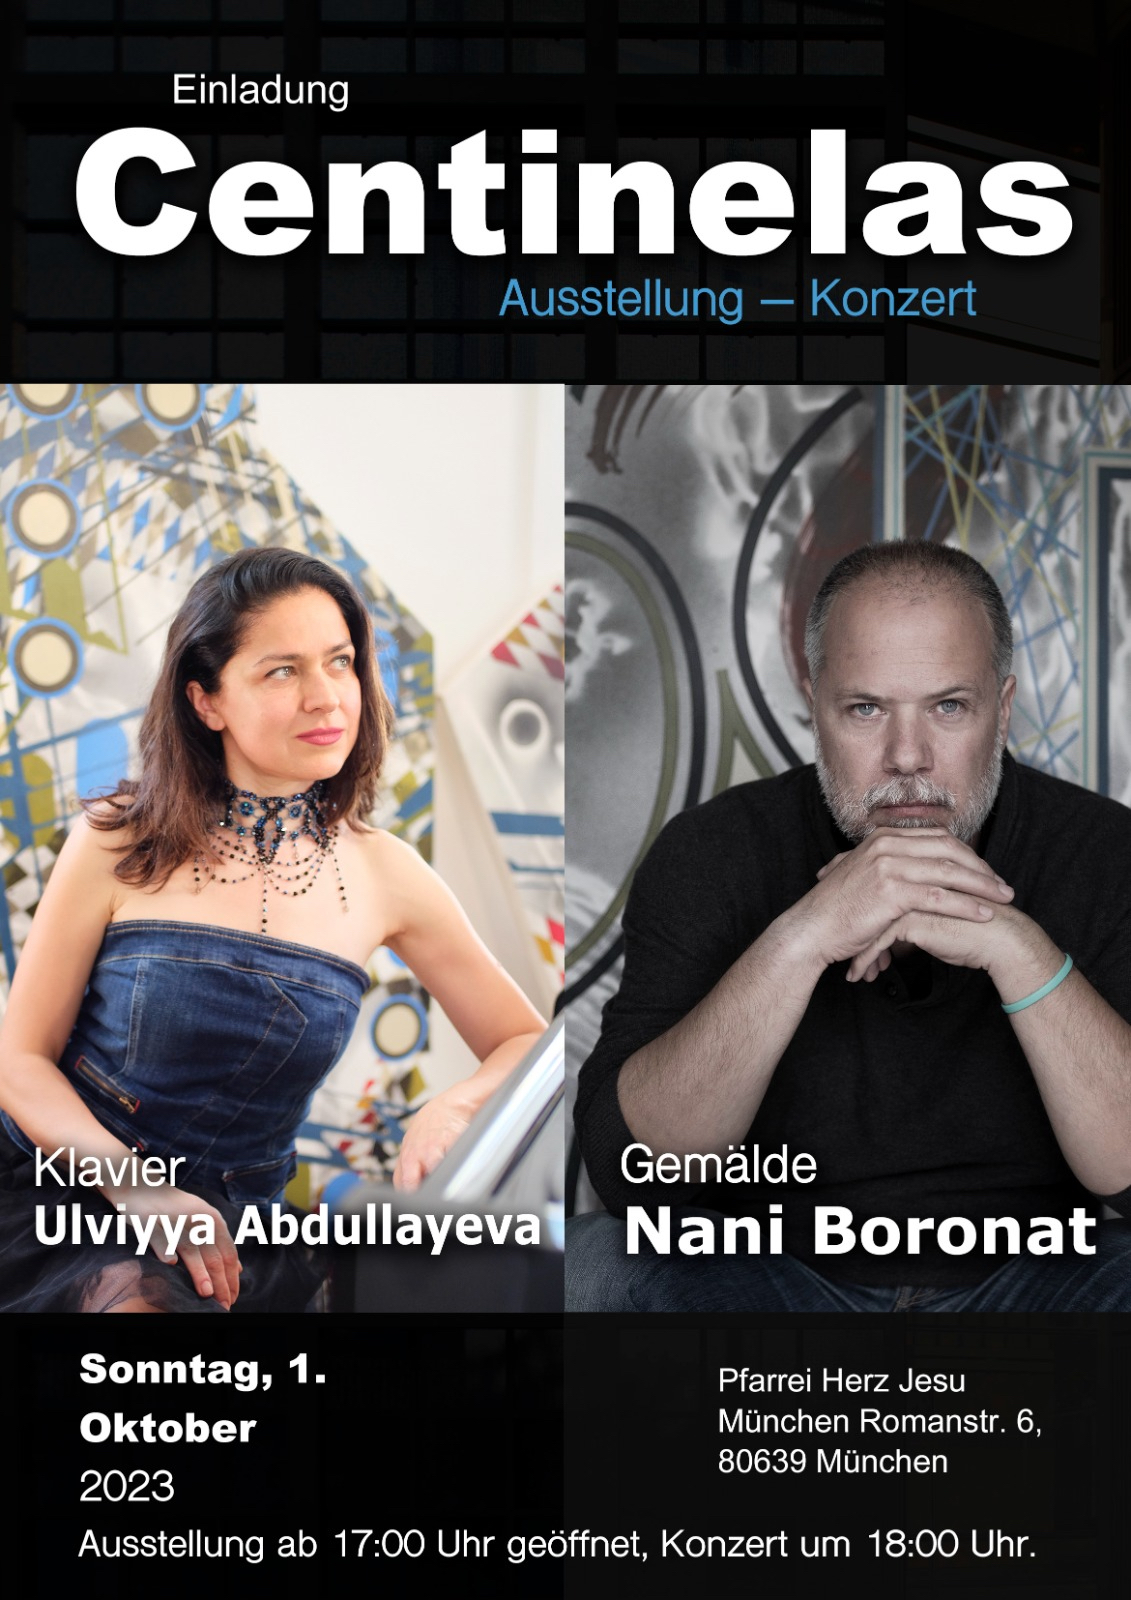 Einladung
Centinelas
Ausstellung – Konzert
Klavier
Ulviyya Abdullayeva
Gemälde
Nani Boronat
Sonntag, 1.
Oktober
2023
Pfarrei Herz Jesu
München Romanstr. 6,
80639 München
Ausstellung ab 17:00 Uhr geöffnet, Konzert um 18:00 Uhr.